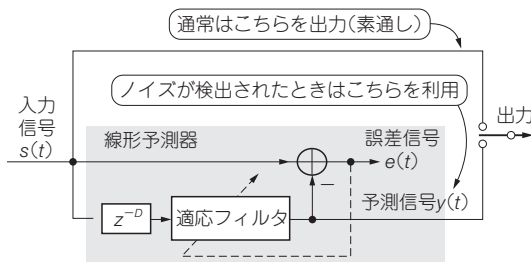 通常はこちらを出力(素通し)
ノイズが検出されたときはこちらを利用
入力
信号
s(t)
出力
線形予測器
誤差信号
e(t)
予測信号y(t)
z^-D
適応フィルタ